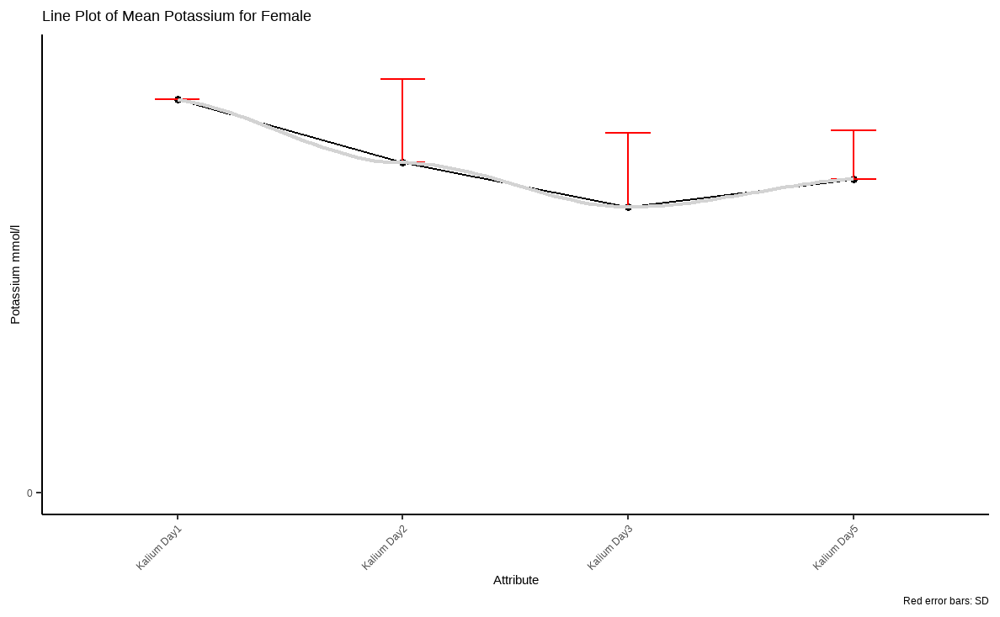 Line Plot of Mean Potassium for Female
Potassium mmol/l
0
Kalium Day1
Kalium Day2
Kalium Day3
Kalium Day5
Attribute
Red error bars: SD